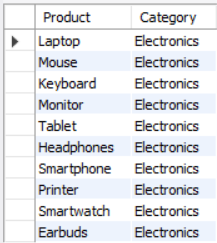 Product Category
Laptop Electronics
Mouse Electronics
Keyboard Electronics
Monitor Electronics
Tablet Electronics
Headphones Electronics
Smartphone Electronics
Printer Electronics
Smartwatch Electronics
Earbuds Electronics